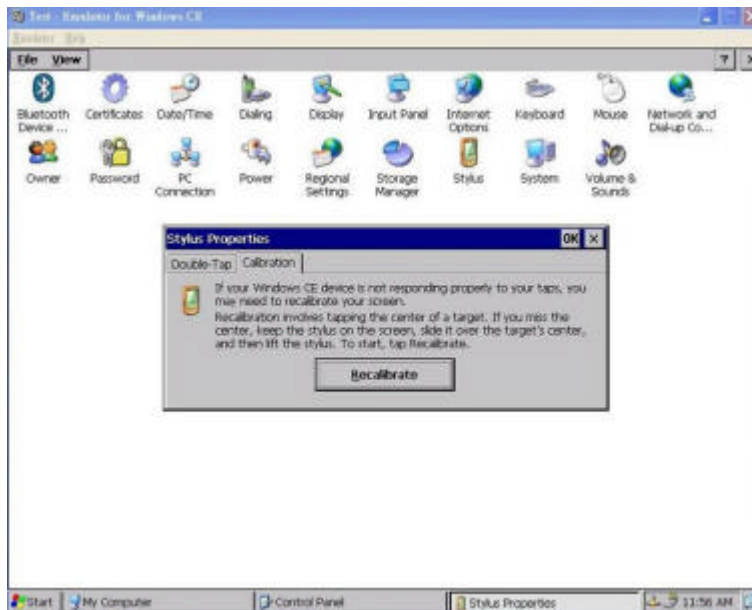 Test - Emulator for Windows CE
Emulator Help
File View ? ×
Bluetooth Certificates Date/Time Dialing Display Input Panel Internet Keyboard Mouse Network and
Device ... Options Dial-up Co...
Owner Password PC Power Regional Storage Stylus System Volume &
Connection Settings Manager Sounds
Stylus Properties OK ×
Double-Tap Calibration
If your Windows CE device is not responding properly to your taps, you
may need to recalibrate your screen.
Recalibration involves tapping the center of a target. If you miss the
center, keep the stylus on the screen, slide it over the target's center,
and then lift the stylus. To start, tap Recalibrate.
Recalibrate
Start My Computer Control Panel Stylus Properties 11:56 AM